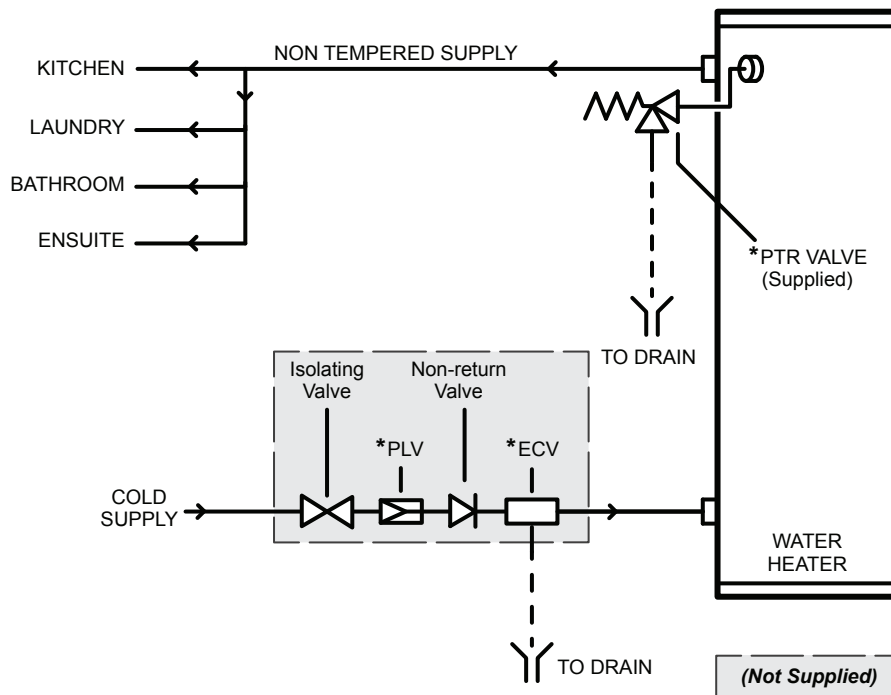 NON TEMPERED SUPPLY
KITCHEN
LAUNDRY
BATHROOM
ENSUITE
*PTR VALVE
(Supplied)
TO DRAIN
Isolating
Valve
Non-return
Valve
*PLV
*ECV
COLD
SUPPLY
WATER
HEATER
TO DRAIN
(Not Supplied)